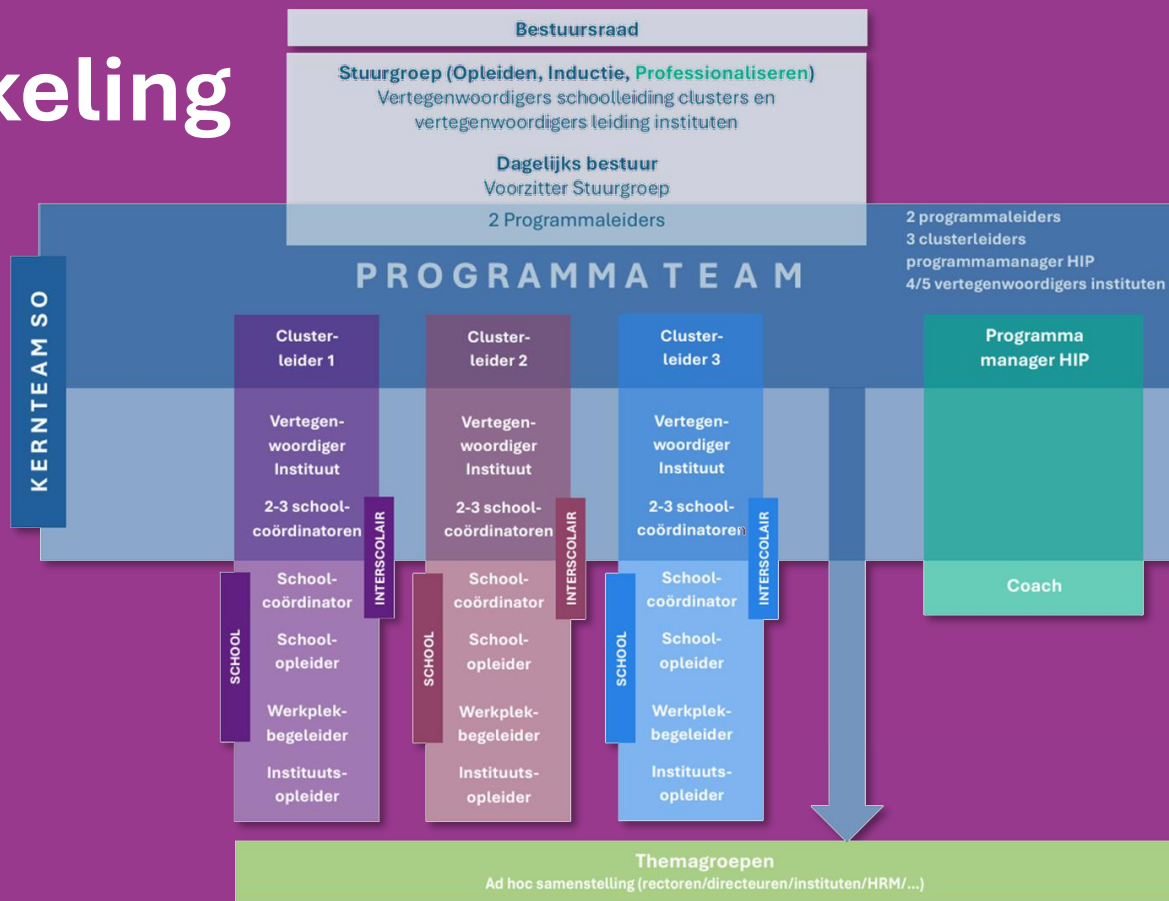 keling
Bestuursraad
Stuurgroep (Opleiden, Inductie, Professionaliseren)
Vertegenwoordigers schoolleiding clusters en
vertegenwoordigers leiding instituten
Dagelijks bestuur
Voorzitter Stuurgroep
2 Programmaleiders
2 programmaleiders
3 clusterleiders
programmamanager HIP
4/5 vertegenwoordigers instituten
PROGRAMMATEAM
KERNTEAM SO
Cluster-
leider 1
Vertegen-
woordiger
Instituut
2-3 school-
coördinatoren
INTERSCOLAIR
School-
coördinator
School-
opleider
Werkplek-
begeleider
Instituuts-
opleider
SCHOOL
Cluster-
leider 2
Vertegen-
woordiger
Instituut
2-3 school-
coördinatoren
INTERSCOLAIR
School-
coördinator
School-
opleider
Werkplek-
begeleider
Instituuts-
opleider
SCHOOL
Cluster-
leider 3
Vertegen-
woordiger
Instituut
2-3 school-
coördinatoren
INTERSCOLAIR
School-
coördinator
School-
opleider
Werkplek-
begeleider
Instituuts-
opleider
SCHOOL
Programma
manager HIP
Coach
Themagroepen
Ad hoc samenstelling (rectoren/directeuren/instituten/HRM/...)